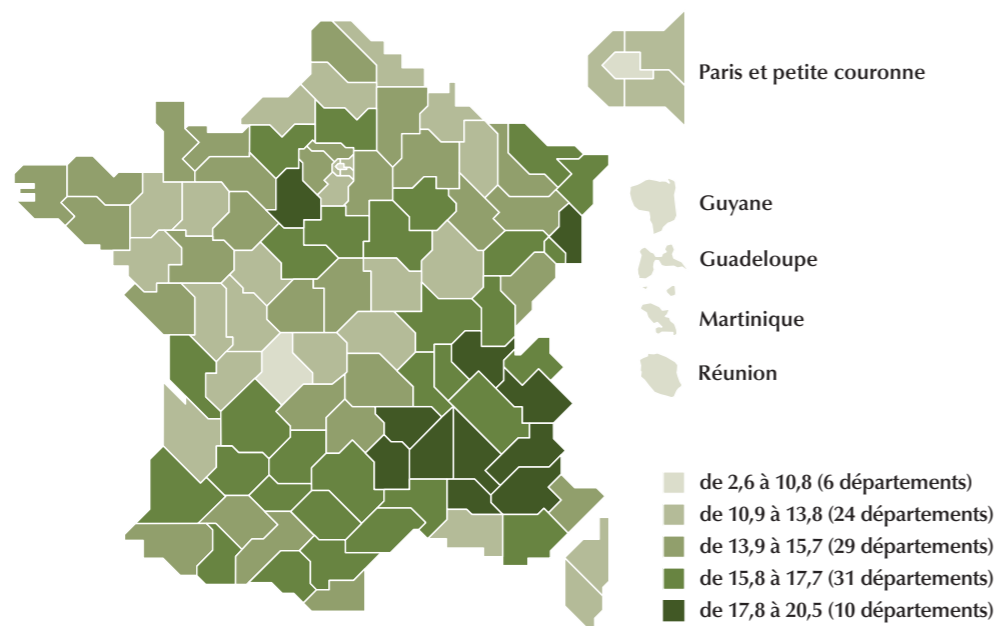 Paris et petite couronne
Guyane
Guadeloupe
Martinique
Réunion
de 2,6 à 10,8 (6 départements)
de 10,9 à 13,8 (24 départements)
de 13,9 à 15,7 (29 départements)
de 15,8 à 17,7 (31 départements)
de 17,8 à 20,5 (10 départements)